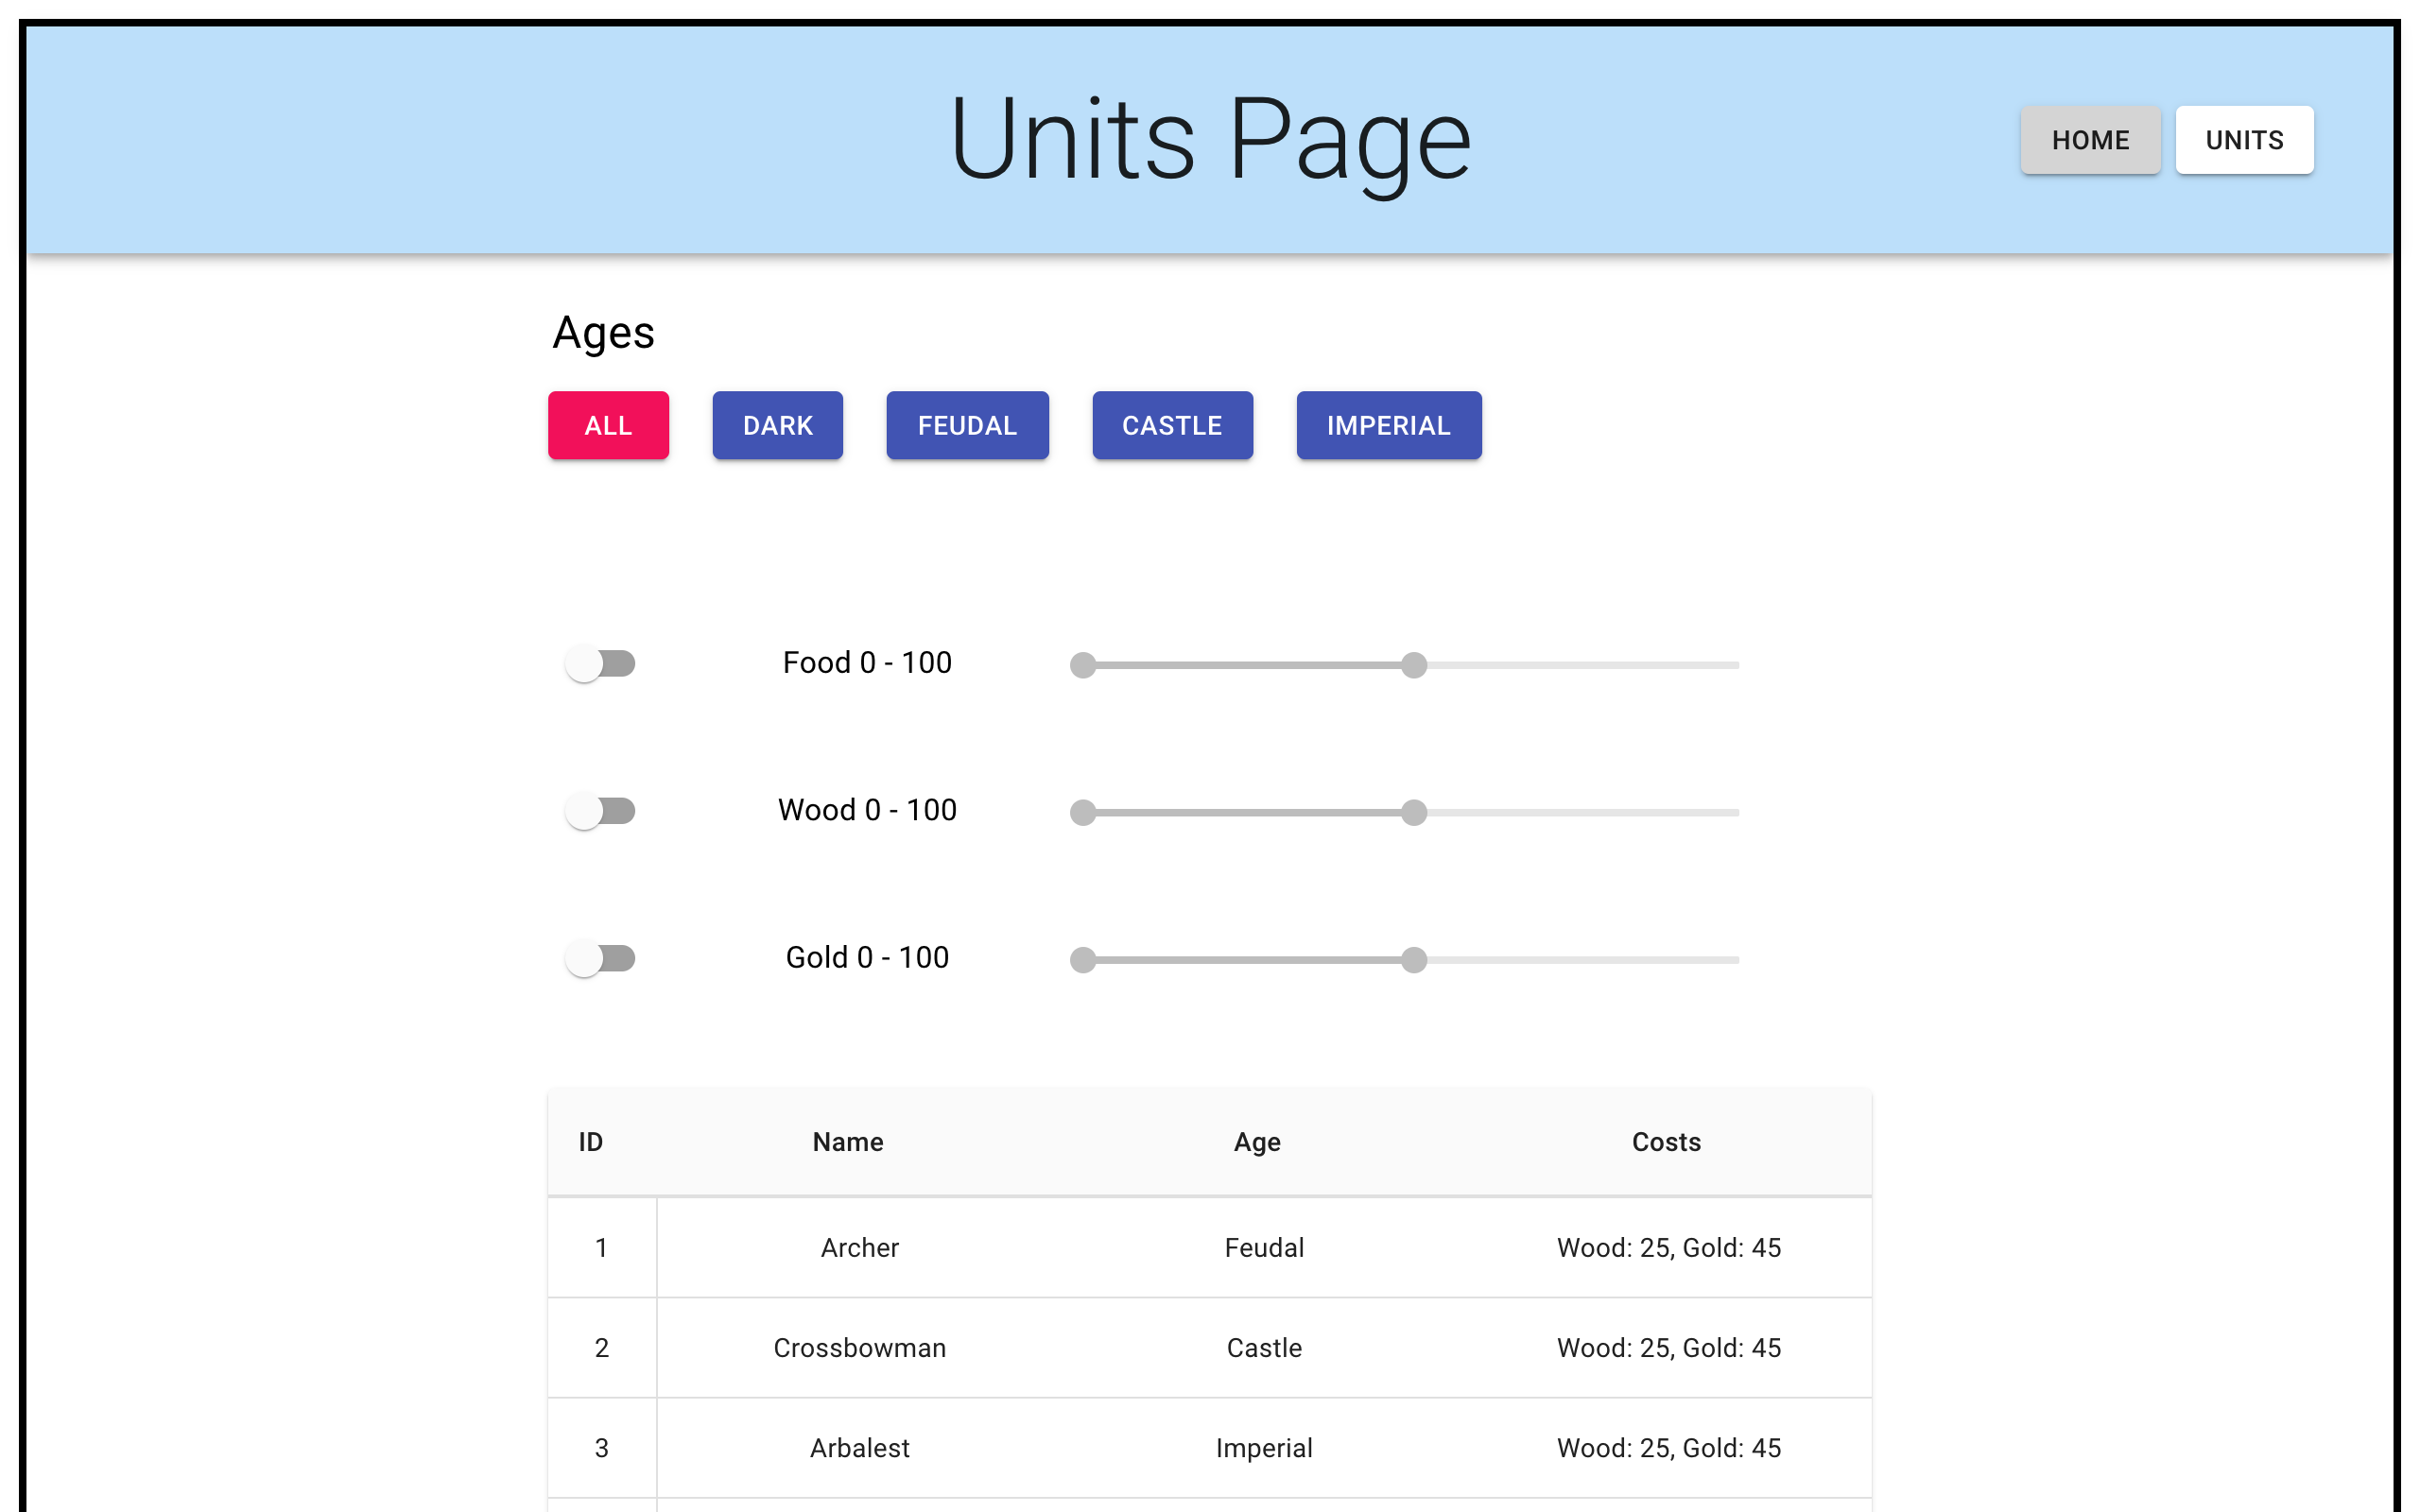 Units Page
HOME UNITS
Ages
ALL DARK FEUDAL CASTLE IMPERIAL
Food 0 - 100
Wood 0 - 100
Gold 0 - 100
ID Name Age Costs
1 Archer Feudal Wood: 25, Gold: 45
2 Crossbowman Castle Wood: 25, Gold: 45
3 Arbalest Imperial Wood: 25, Gold: 45